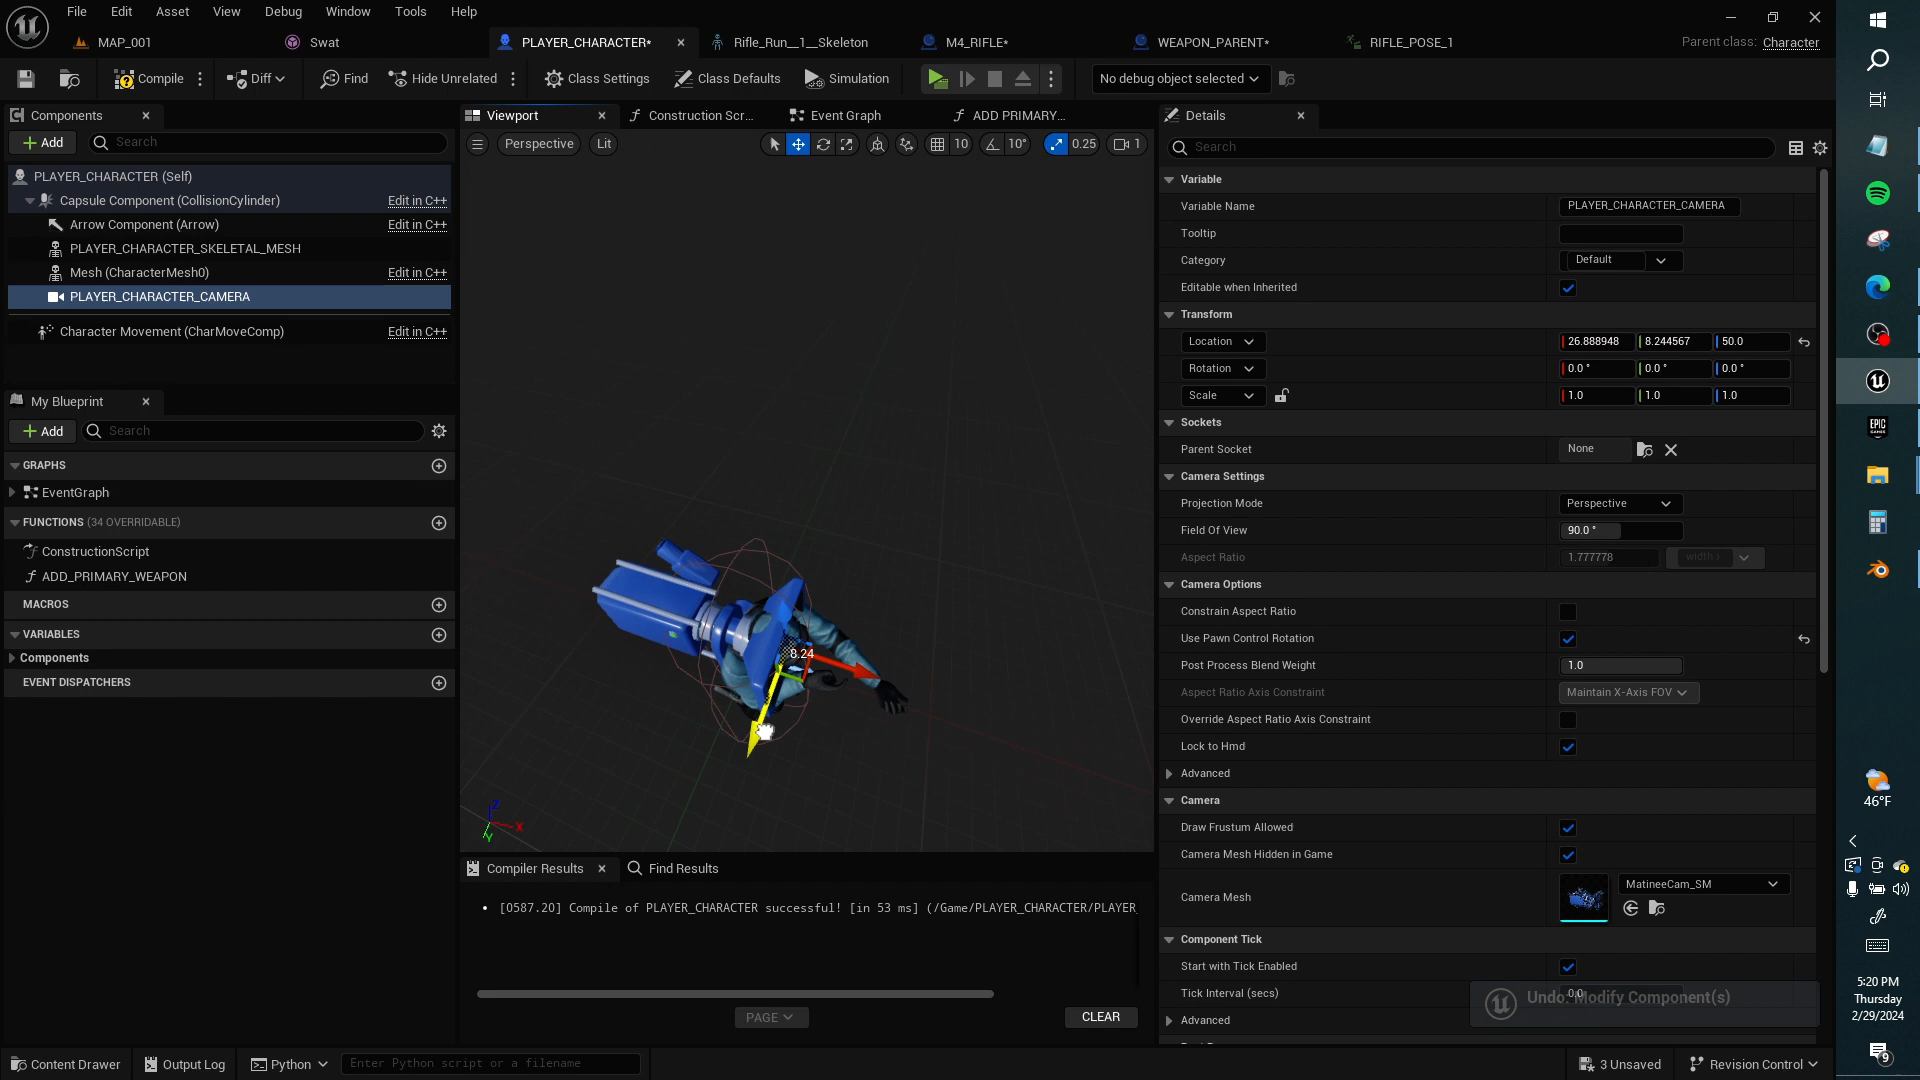 File Edit Asset View Debug Window Tools Help
MAP_001 Swat PLAYER_CHARACTER* Rifle_Run__1__Skeleton M4_RIFLE* WEAPON_PARENT* RIFLE_POSE_1 Parent class: Character
Compile Diff Find Hide Unrelated Class Settings Class Defaults Simulation No debug object selected
Components
Add Search
PLAYER_CHARACTER (Self)
Capsule Component (CollisionCylinder) Edit in C++
Arrow Component (Arrow) Edit in C++
PLAYER_CHARACTER_SKELETAL_MESH
Mesh (CharacterMesh0) Edit in C++
PLAYER_CHARACTER_CAMERA
Character Movement (CharMoveComp) Edit in C++
My Blueprint
Add Search
GRAPHS
EventGraph
FUNCTIONS (34 OVERRIDABLE)
ConstructionScript
ADD_PRIMARY_WEAPON
MACROS
VARIABLES
Components
EVENT DISPATCHERS
Viewport Construction Scr... Event Graph ADD PRIMARY...
Perspective Lit 10 10° 0.25 1
8.24
Z
X
Y
Compiler Results Find Results
[0587.20] Compile of PLAYER_CHARACTER successful! [in 53 ms] (/Game/PLAYER_CHARACTER/PLAYER_
PAGE CLEAR
Details
Search
Variable
Variable Name PLAYER_CHARACTER_CAMERA
Tooltip
Category Default
Editable when Inherited
Transform
Location 26.888948 8.244567 50.0
Rotation 0.0 ° 0.0 ° 0.0 °
Scale 1.0 1.0 1.0
Sockets
Parent Socket None
Camera Settings
Projection Mode Perspective
Field Of View 90.0 °
Aspect Ratio 1.777778
Camera Options
Constrain Aspect Ratio
Use Pawn Control Rotation
Post Process Blend Weight 1.0
Aspect Ratio Axis Constraint Maintain X-Axis FOV
Override Aspect Ratio Axis Constraint
Lock to Hmd
Advanced
Camera
Draw Frustum Allowed
Camera Mesh Hidden in Game
Camera Mesh MatineeCam_SM
Component Tick
Start with Tick Enabled
Tick Interval (secs) 0.0
Undo: Modify Component(s)
Advanced
Content Drawer Output Log Python Enter Python script or a filename 3 Unsaved Revision Control
EPIC
GAMES
46°F
5:20 PM
Thursday
2/29/2024
9